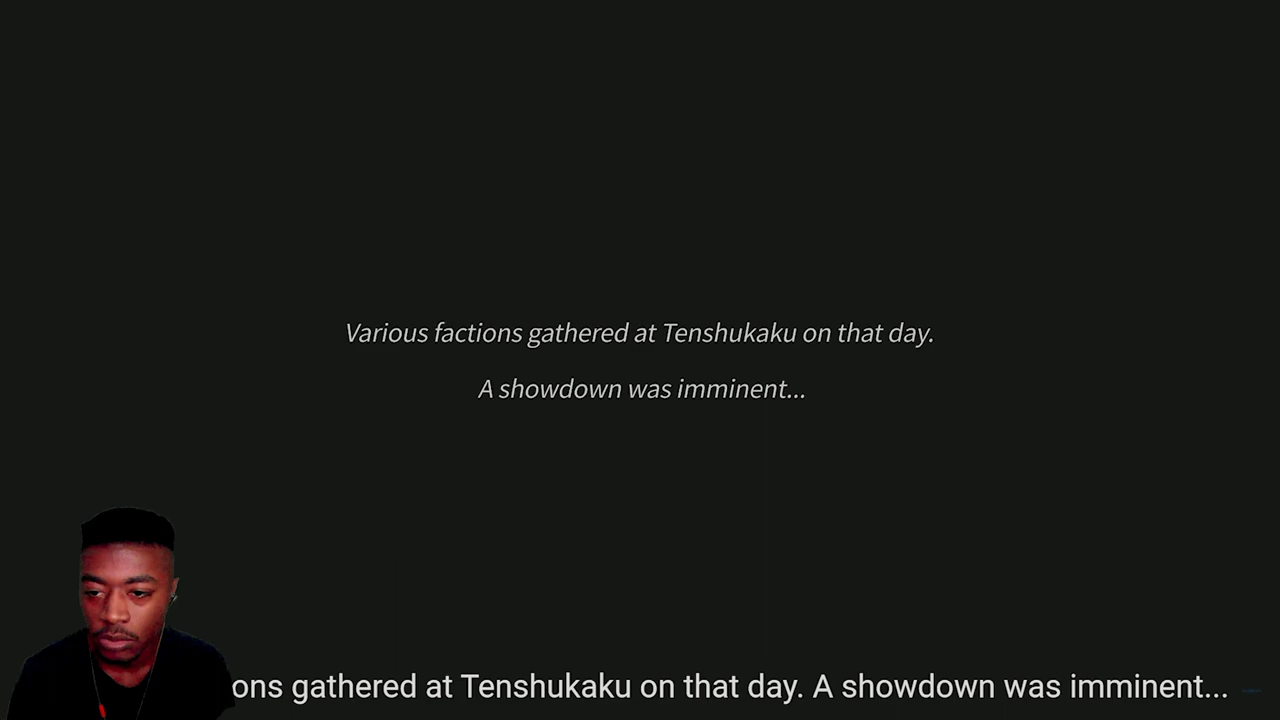 Various factions gathered at Tenshukaku on that day.
A showdown was imminent...
ons gathered at Tenshukaku on that day. A showdown was imminent...